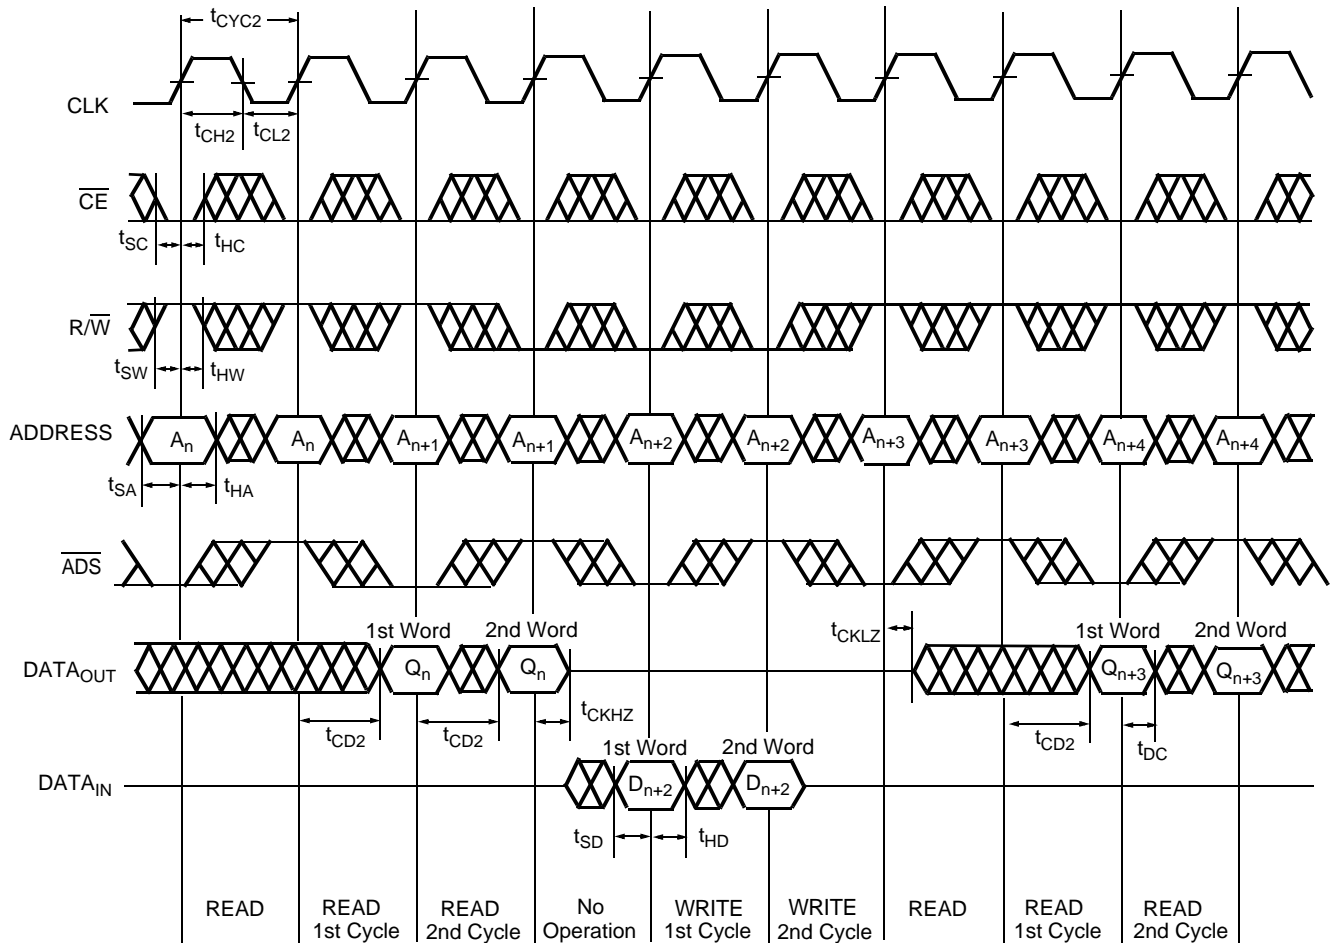 tCYC2
CLK
tCH2 tCL2
CE
tSC tHC
R/W
tSW tHW
ADDRESS An An An+1 An+1 An+2 An+2 An+3 An+3 An+4 An+4
tSA tHA
ADS
1st Word 2nd Word tCKLZ 1st Word 2nd Word
DATAOUT Qn Qn Qn+3 Qn+3
tCD2 tCD2 tCKHZ tCD2 tDC
1st Word 2nd Word
DATAIN Dn+2 Dn+2
tSD tHD
READ READ READ No WRITE WRITE READ READ READ
1st Cycle 2nd Cycle Operation 1st Cycle 2nd Cycle 1st Cycle 2nd Cycle